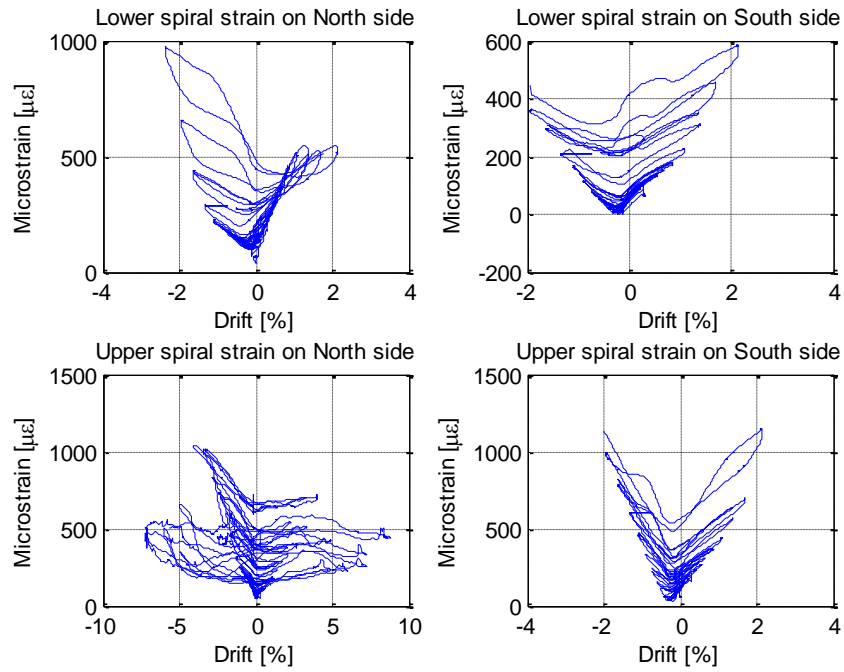 Lower spiral strain on North side
Microstrain [µε]
1000
500
0
-4
-2
0
2
4
Drift [%]
Lower spiral strain on South side
Microstrain [µε]
600
400
200
0
-200
-2
0
2
4
Drift [%]
Upper spiral strain on North side
Microstrain [µε]
1500
1000
500
0
-10
-5
0
5
10
Drift [%]
Upper spiral strain on South side
Microstrain [µε]
1500
1000
500
0
-4
-2
0
2
4
Drift [%]